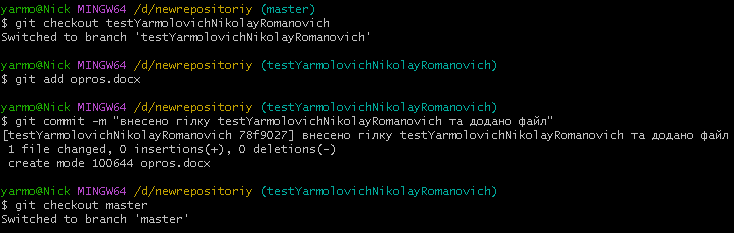 yarmo@Nick MINGW64 /d/newrepositoriy (master)
$ git checkout testYarmolovichNikolayRomanovich
Switched to branch 'testYarmolovichNikolayRomanovich'
yarmo@Nick MINGW64 /d/newrepositoriy (testYarmolovichNikolayRomanovich)
$ git add opros.docx
yarmo@Nick MINGW64 /d/newrepositoriy (testYarmolovichNikolayRomanovich)
$ git commit -m "внесено гілку testYarmolovichNikolayRomanovich та додано файл"
[testYarmolovichNikolayRomanovich 78f9027] внесено гілку testYarmolovichNikolayRomanovich та додано файл
1 file changed, 0 insertions(+), 0 deletions(-)
create mode 100644 opros.docx
yarmo@Nick MINGW64 /d/newrepositoriy (testYarmolovichNikolayRomanovich)
$ git checkout master
Switched to branch 'master'